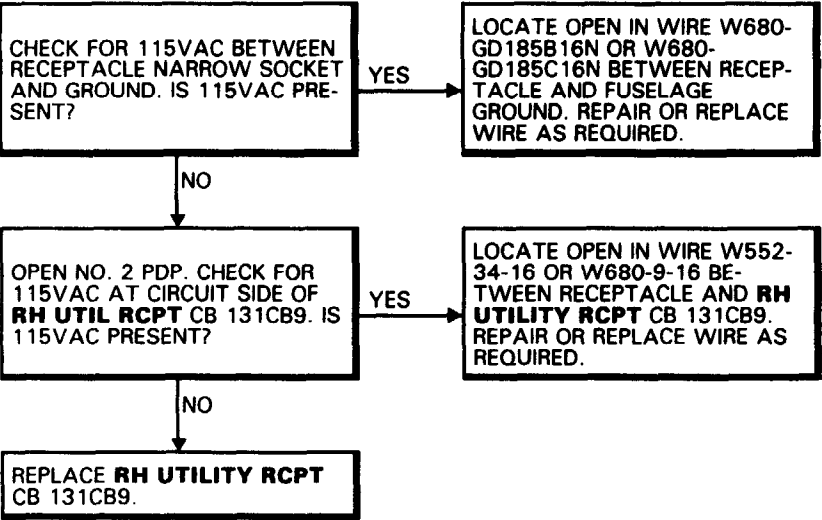 CHECK FOR 115VAC BETWEEN
RECEPTACLE NARROW SOCKET
AND GROUND. IS 115VAC PRE-
SENT?
YES
LOCATE OPEN IN WIRE W680-
GD185B16N OR W680-
GD185C16N BETWEEN RECEP-
TACLE AND FUSELAGE
GROUND. REPAIR OR REPLACE
WIRE AS REQUIRED.
NO
OPEN NO. 2 PDP. CHECK FOR
115VAC AT CIRCUIT SIDE OF
RH UTIL RCPT CB 131CB9. IS
115VAC PRESENT?
YES
LOCATE OPEN IN WIRE W552-
34-16 OR W680-9-16 BE-
TWEEN RECEPTACLE AND RH
UTILITY RCPT CB 131CB9.
REPAIR OR REPLACE WIRE AS
REQUIRED.
NO
REPLACE RH UTILITY RCPT
CB 131CB9.